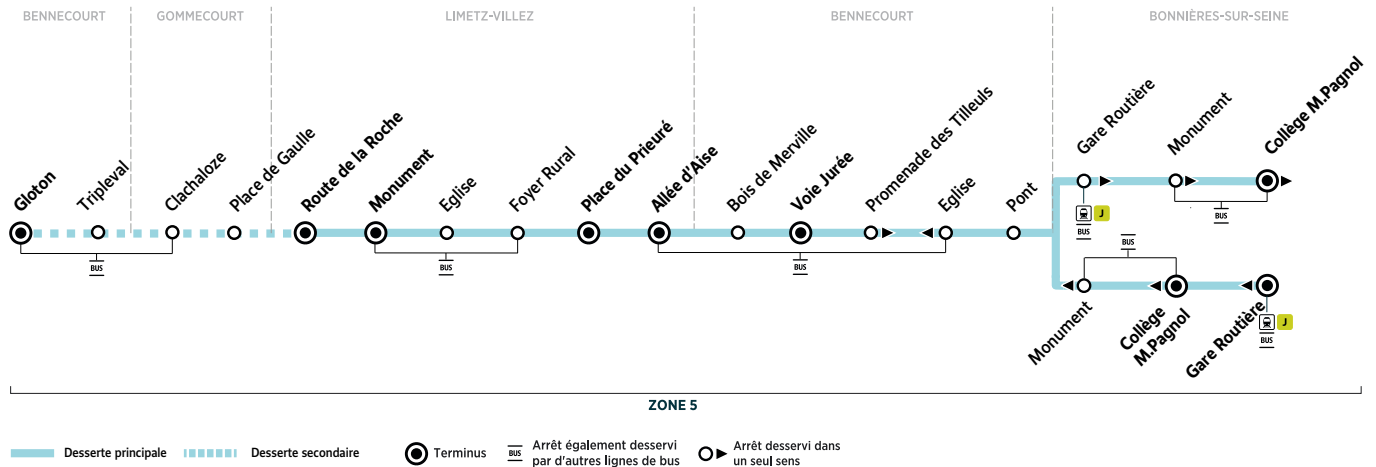 BENNECOURT
GOMMECOURT
LIMETZ-VILLEZ
BENNECOURT
BONNIÈRES-SUR-SEINE
Gloton
Tripleval
Clachaloze
Place de Gaulle
Route de la Roche
Monument
Eglise
Foyer Rural
Place du Prieuré
Allée d'Aise
Bois de Merville
Voie Jurée
Promenade des Tilleuls
Eglise
Pont
Gare Routière
Monument
Collège M.Pagnol
BUS
BUS
BUS
J
BUS
BUS
BUS
Monument
Collège
M.Pagnol
Gare Routière
J
BUS
ZONE 5
Desserte principale
Desserte secondaire
Terminus
BUS
Arrêt également desservi
par d'autres lignes de bus
Arrêt desservi dans
un seul sens